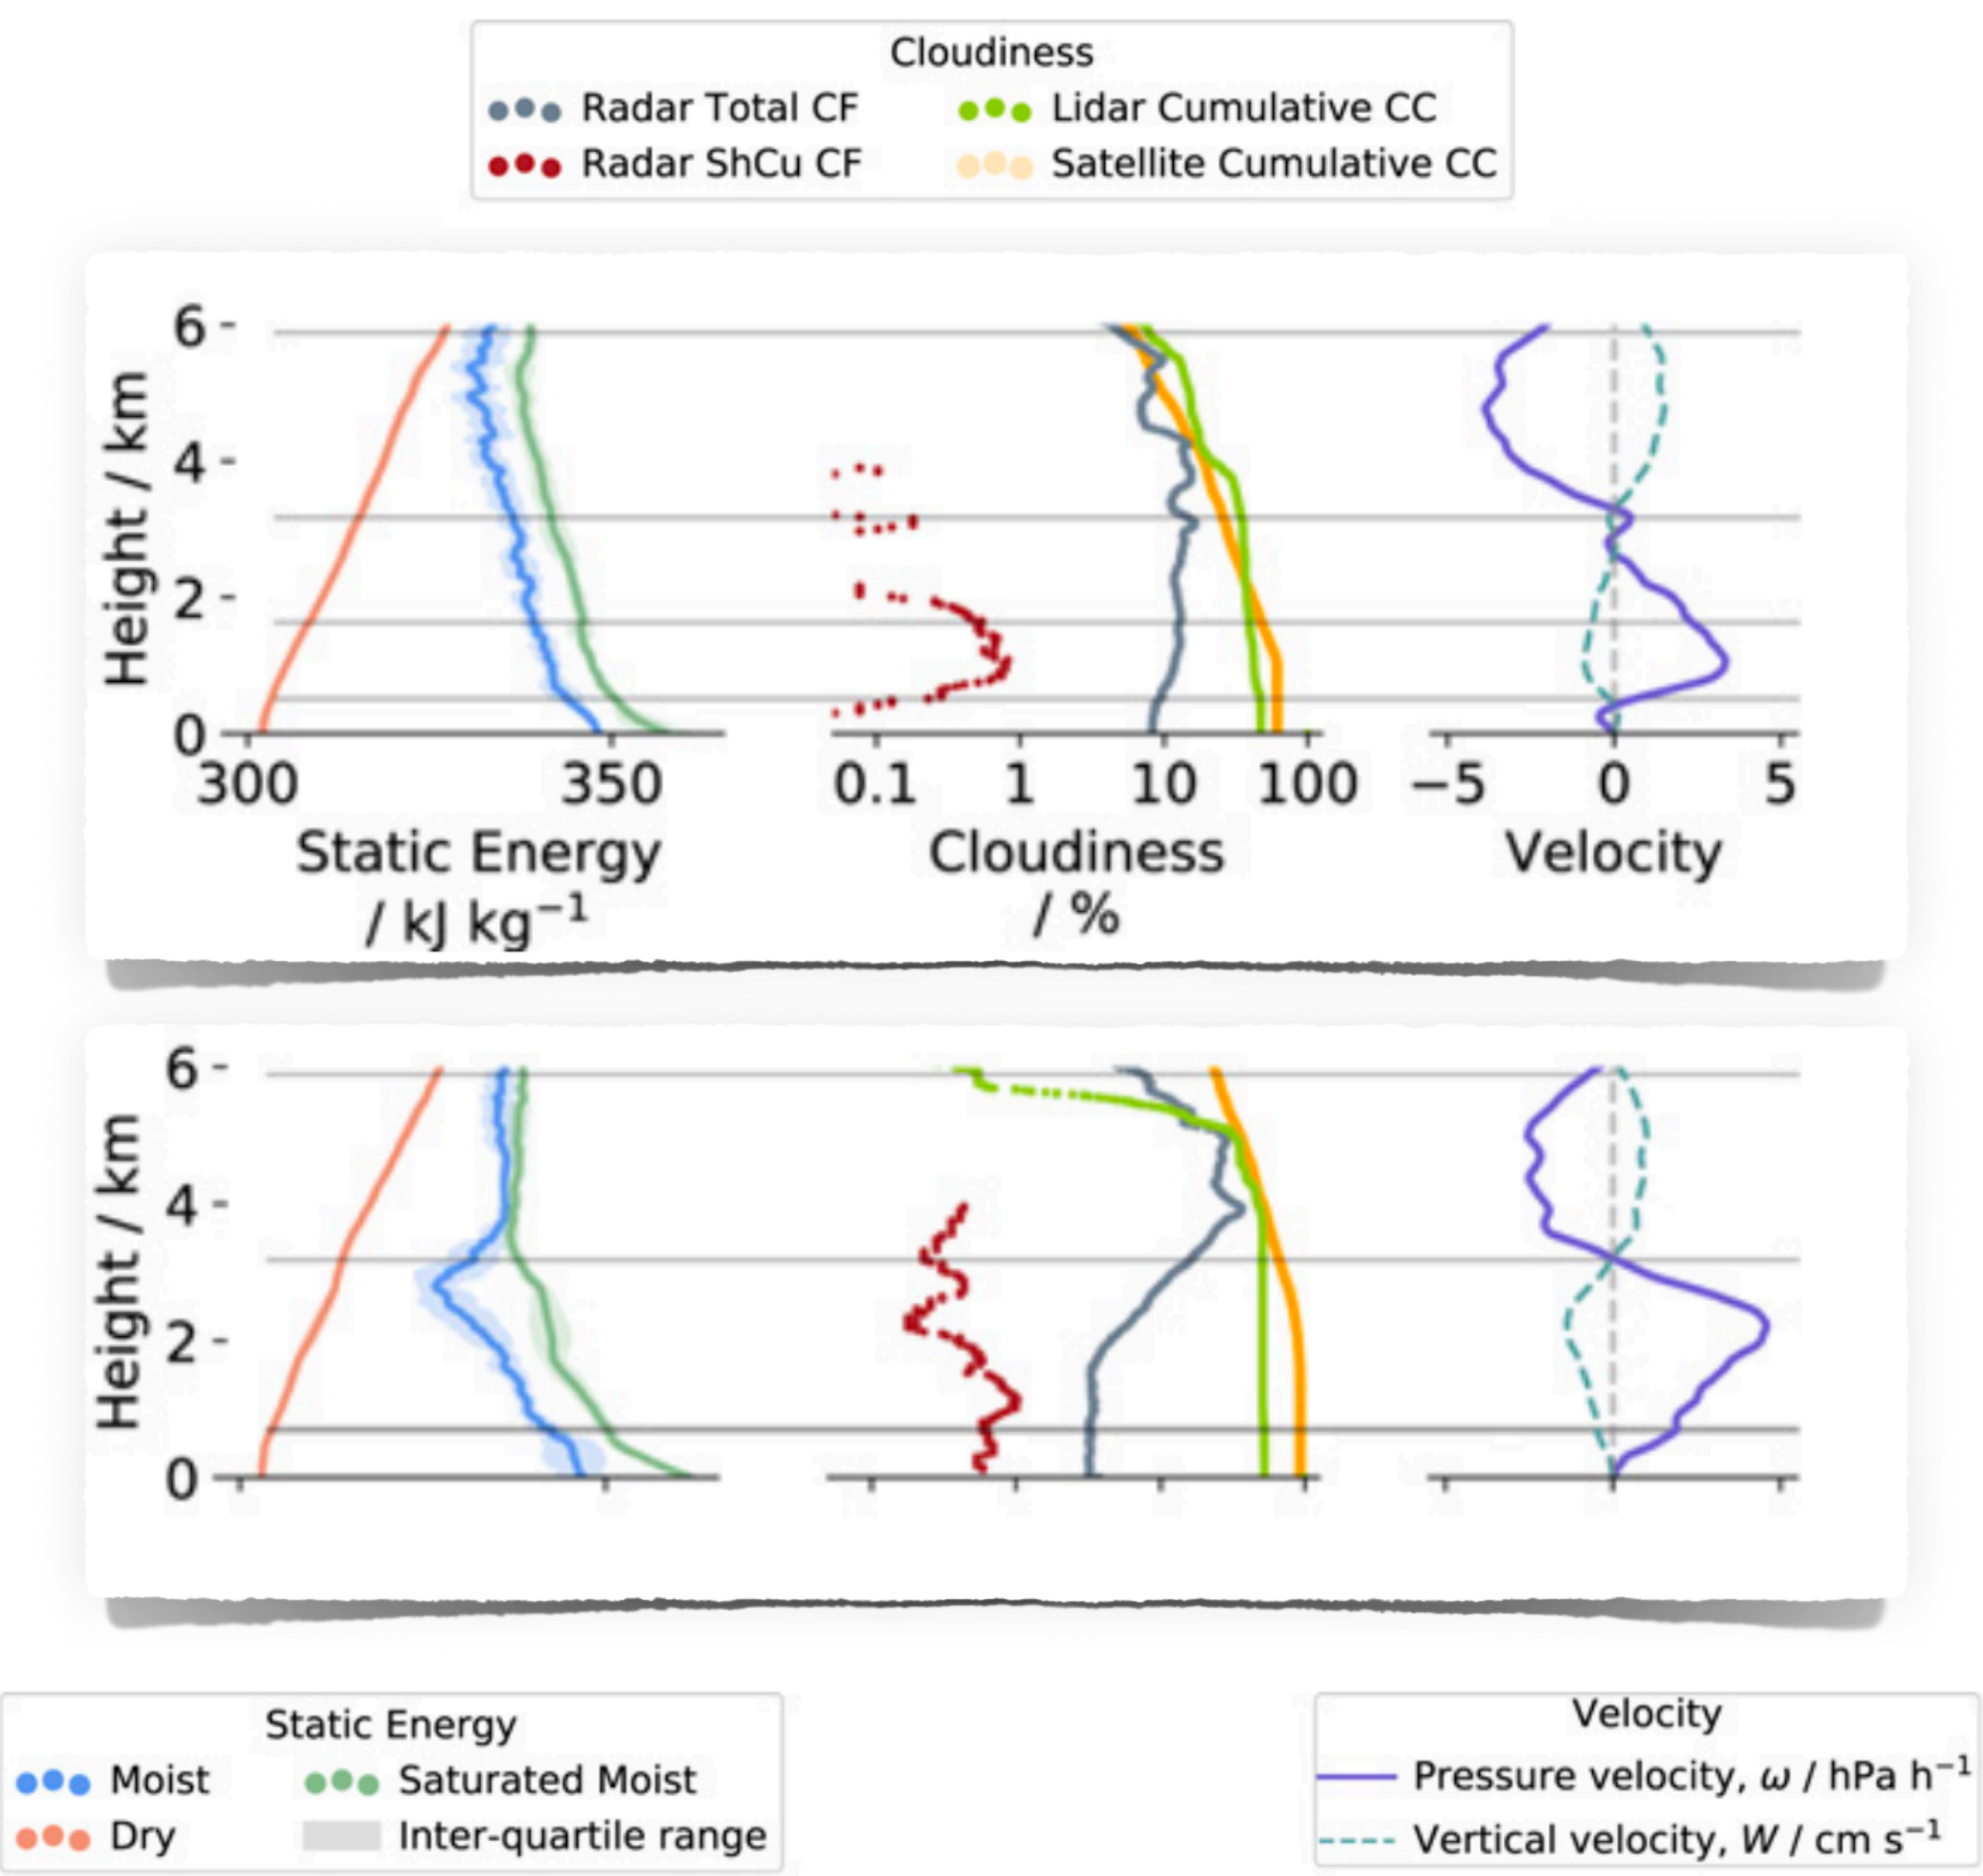 Cloudiness
Radar Total CF
Lidar Cumulative CC
Radar ShCu CF
Satellite Cumulative CC
6
4
2
0
Height / km
300
350
Static Energy
/ kJ kg⁻¹
0.1
1
10
100
Cloudiness
/ %
−5
0
5
Velocity
6
4
2
0
Height / km
Static Energy
Moist
Saturated Moist
Dry
Inter-quartile range
Velocity
Pressure velocity, ω / hPa h⁻¹
Vertical velocity, W / cm s⁻¹